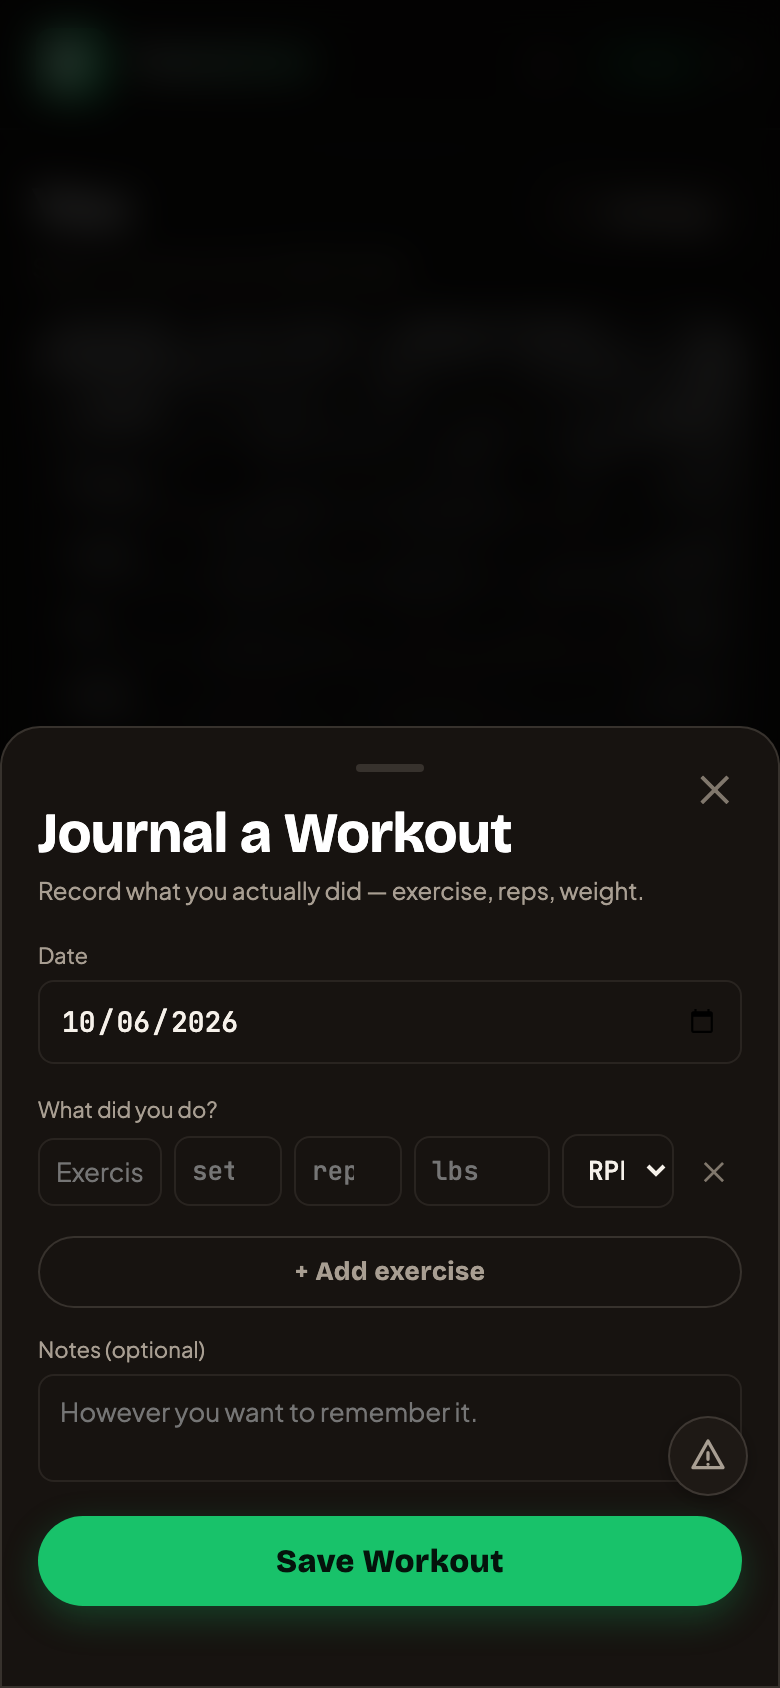 Journal a Workout
Record what you actually did — exercise, reps, weight.
Date
10/06/2026
What did you do?
Exercis set rep lbs RPI
+ Add exercise
Notes (optional)
However you want to remember it.
Save Workout